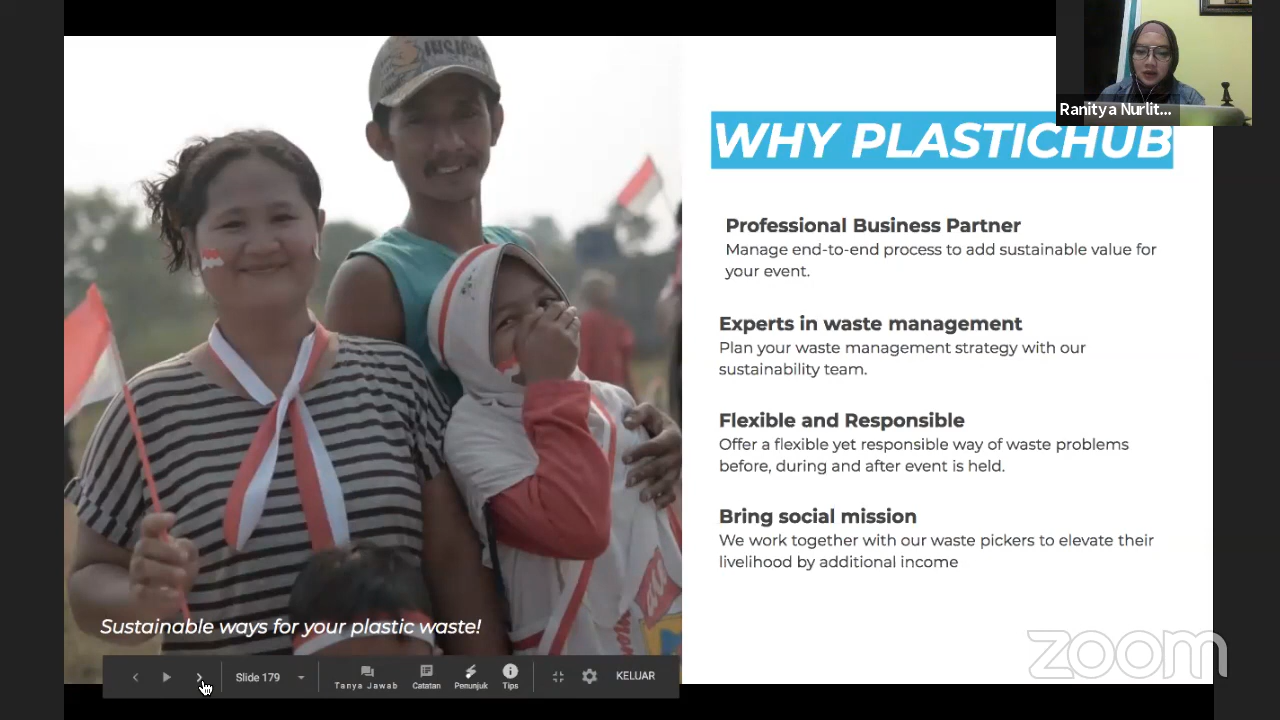 INSIGHT
Ranitya Nurlit...
WHY PLASTICHUB
Professional Business Partner
Manage end-to-end process to add sustainable value for
your event.
Experts in waste management
Plan your waste management strategy with our
sustainability team.
Flexible and Responsible
Offer a flexible yet responsible way of waste problems
before, during and after event is held.
Bring social mission
We work together with our waste pickers to elevate their
livelihood by additional income
Sustainable ways for your plastic waste!
Slide 179
Tanya Jawab
Catatan
Penunjuk
Tips
KELUAR
zoom